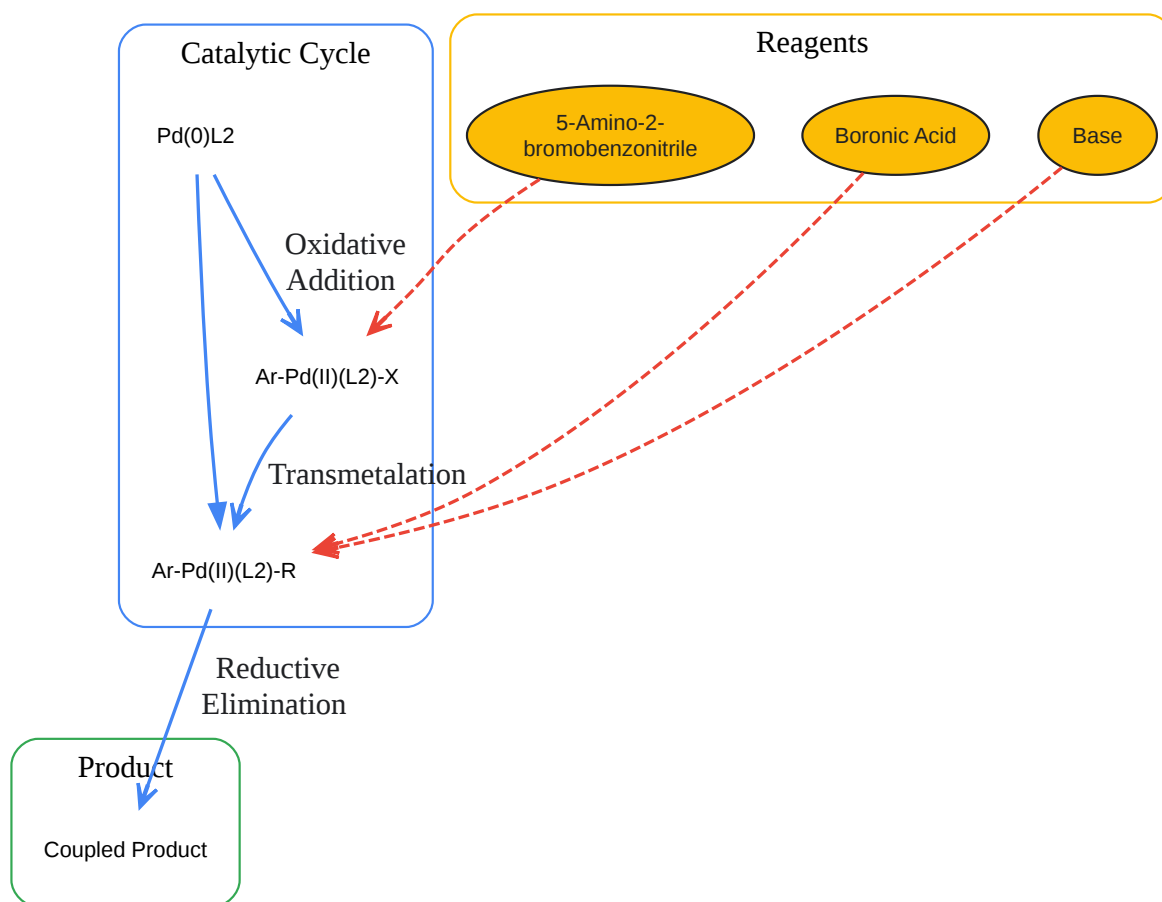 Catalytic Cycle
Reagents
Pd(0)L2
5-Amino-2-
bromobenzonitrile
Boronic Acid
Base
Oxidative
Addition
Ar-Pd(II)(L2)-X
Transmetalation
Ar-Pd(II)(L2)-R
Reductive
Elimination
Product
Coupled Product